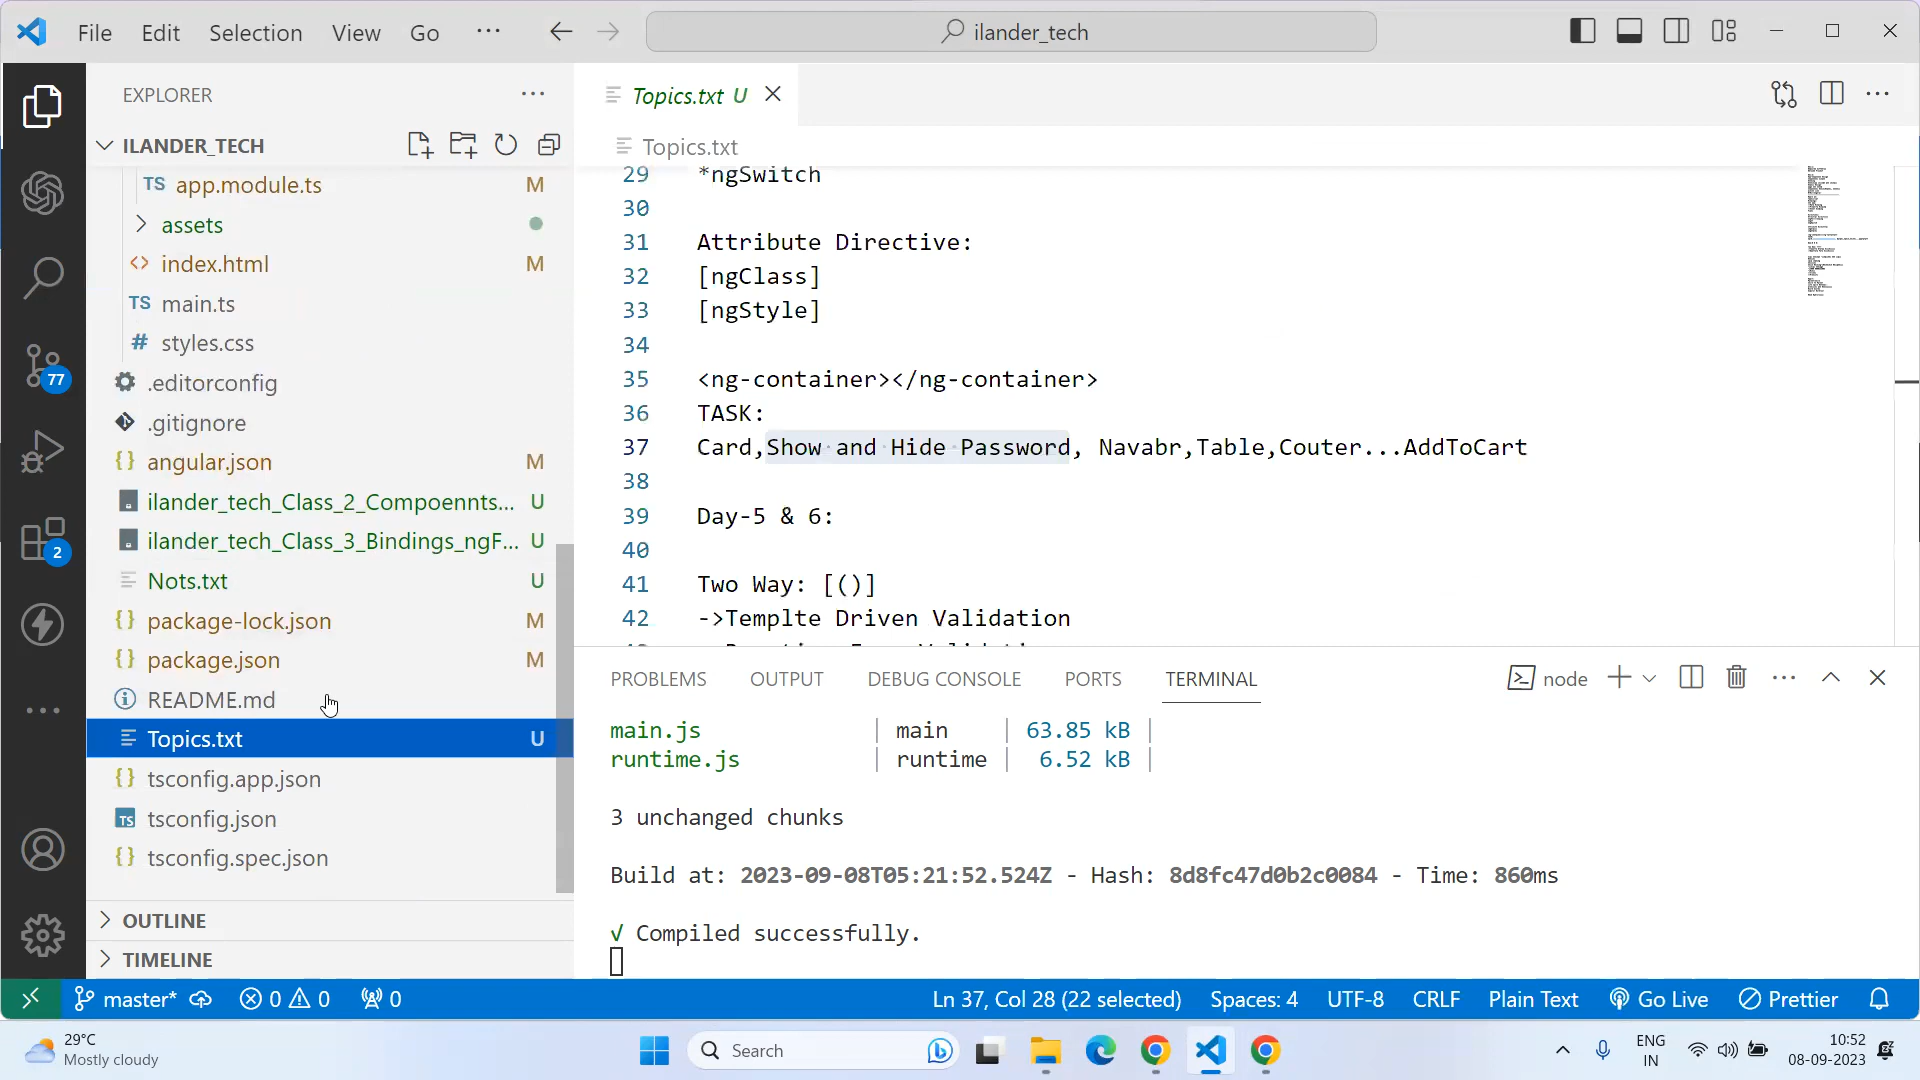 File Edit Selection View Go ... ilander_tech
EXPLORER ...
ILANDER_TECH
TS app.module.ts M
assets
<> index.html M
TS main.ts
# styles.css
.editorconfig
.gitignore
{} angular.json M
ilander_tech_Class_2_Compoennts... U
ilander_tech_Class_3_Bindings_ngF... U
Nots.txt U
{} package-lock.json M
{} package.json M
README.md
Topics.txt U
{} tsconfig.app.json
TS tsconfig.json
{} tsconfig.spec.json
OUTLINE
TIMELINE
77
2
Topics.txt U
Topics.txt
29 *ngSwitch
30
31 Attribute Directive:
32 [ngClass]
33 [ngStyle]
34
35 <ng-container></ng-container>
36 TASK:
37 Card,Show and Hide Password, Navabr,Table,Couter...AddToCart
38
39 Day-5 & 6:
40
41 Two Way: [()]
42 ->Templte Driven Validation
PROBLEMS OUTPUT DEBUG CONSOLE PORTS TERMINAL node
main.js | main | 63.85 kB |
runtime.js | runtime | 6.52 kB |
3 unchanged chunks
Build at: 2023-09-08T05:21:52.524Z - Hash: 8d8fc47d0b2c0084 - Time: 860ms
√ Compiled successfully.
master* 0 0 0 Ln 37, Col 28 (22 selected) Spaces: 4 UTF-8 CRLF Plain Text Go Live Prettier
29°C
Mostly cloudy
Search
ENG
IN
10:52
08-09-2023